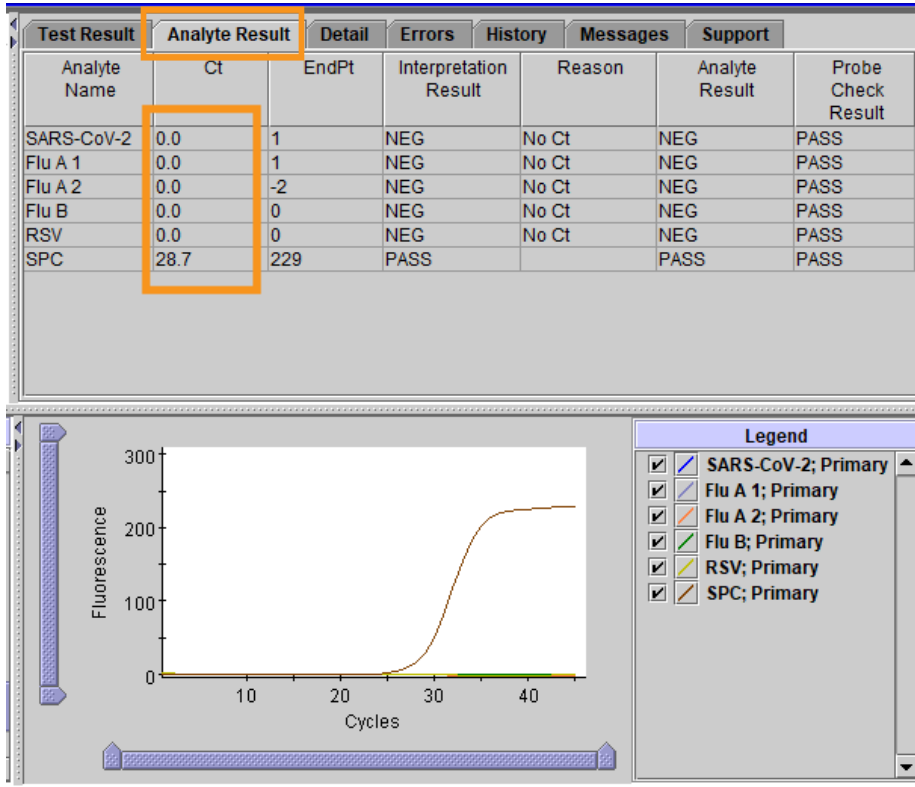 Test Result Analyte Result Detail Errors History Messages Support
Analyte Name Ct EndPt Interpretation Result Reason Analyte Result Probe Check Result
SARS-CoV-2 0.0 1 NEG No Ct NEG PASS
Flu A 1 0.0 1 NEG No Ct NEG PASS
Flu A 2 0.0 -2 NEG No Ct NEG PASS
Flu B 0.0 0 NEG No Ct NEG PASS
RSV 0.0 0 NEG No Ct NEG PASS
SPC 28.7 229 PASS PASS PASS
300
200
100
0
Fluorescence
10 20 30 40
Cycles
Legend
SARS-CoV-2; Primary
Flu A 1; Primary
Flu A 2; Primary
Flu B; Primary
RSV; Primary
SPC; Primary